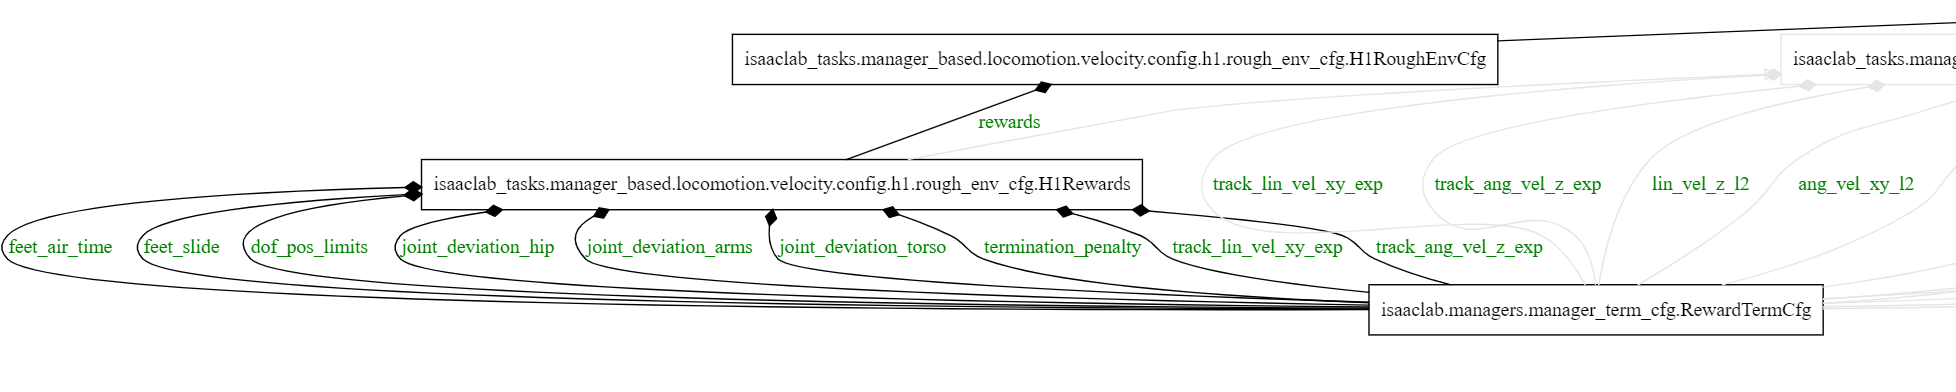 isaaclab_tasks.manager_based.locomotion.velocity.config.h1.rough_env_cfg.H1RoughEnvCfg
isaaclab_tasks.manag
rewards
isaaclab_tasks.manager_based.locomotion.velocity.config.h1.rough_env_cfg.H1Rewards
track_lin_vel_xy_exp
track_ang_vel_z_exp
lin_vel_z_l2
ang_vel_xy_l2
feet_air_time
feet_slide
dof_pos_limits
joint_deviation_hip
joint_deviation_arms
joint_deviation_torso
termination_penalty
track_lin_vel_xy_exp
track_ang_vel_z_exp
isaaclab.managers.manager_term_cfg.RewardTermCfg